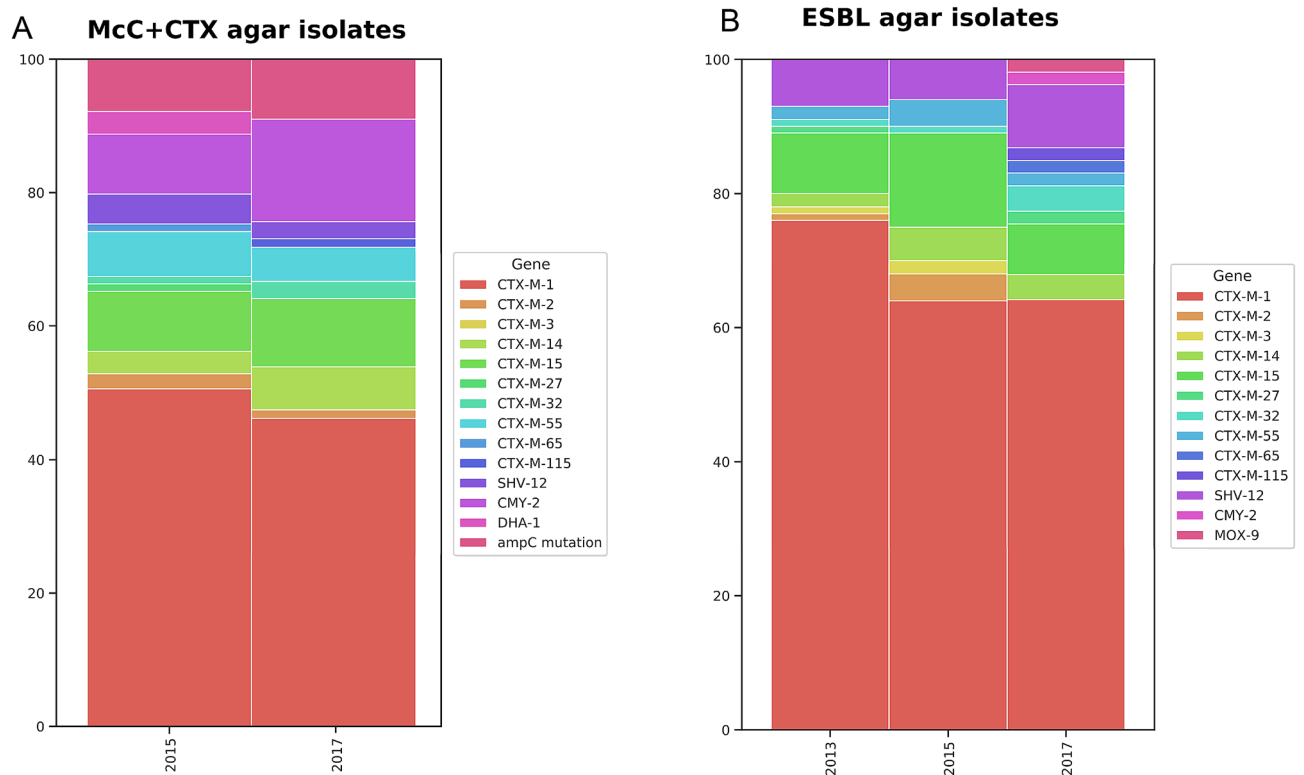 A
McC+CTX agar isolates
100
80
60
40
20
0
2015
2017
Gene
CTX-M-1
CTX-M-2
CTX-M-3
CTX-M-14
CTX-M-15
CTX-M-27
CTX-M-32
CTX-M-55
CTX-M-65
CTX-M-115
SHV-12
CMY-2
DHA-1
ampC mutation
B
ESBL agar isolates
100
80
60
40
20
0
2013
2015
2017
Gene
CTX-M-1
CTX-M-2
CTX-M-3
CTX-M-14
CTX-M-15
CTX-M-27
CTX-M-32
CTX-M-55
CTX-M-65
CTX-M-115
SHV-12
CMY-2
MOX-9